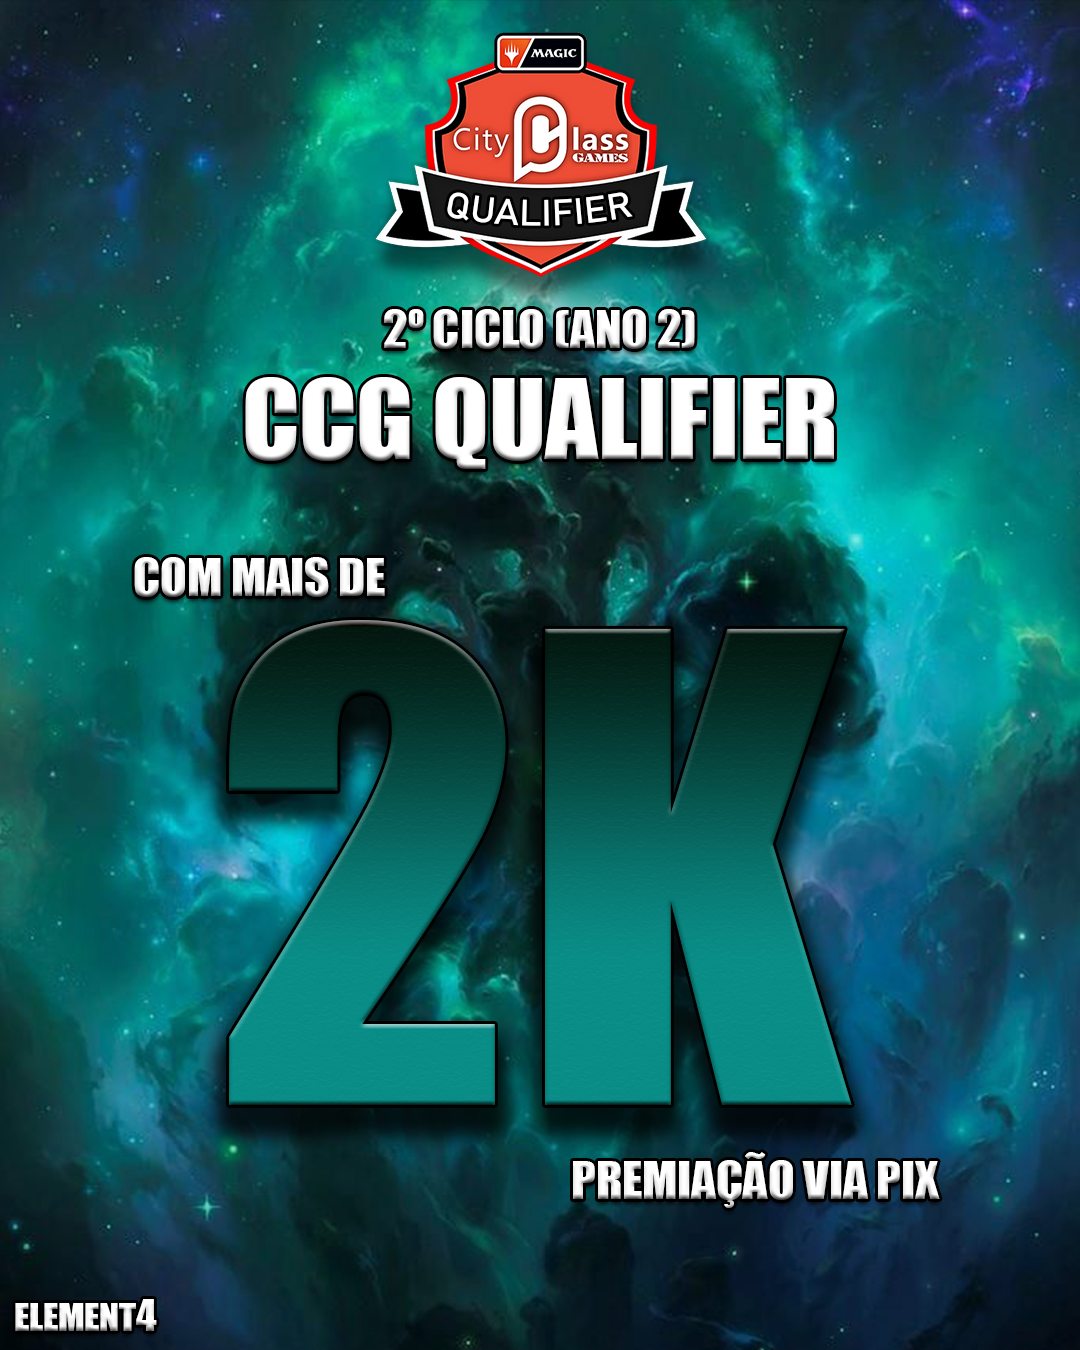 MAGIC
City Class
GAMES
QUALIFIER
2º CICLO (ANO 2)
CCG QUALIFIER
COM MAIS DE
2K
PREMIAÇÃO VIA PIX
ELEMENT4